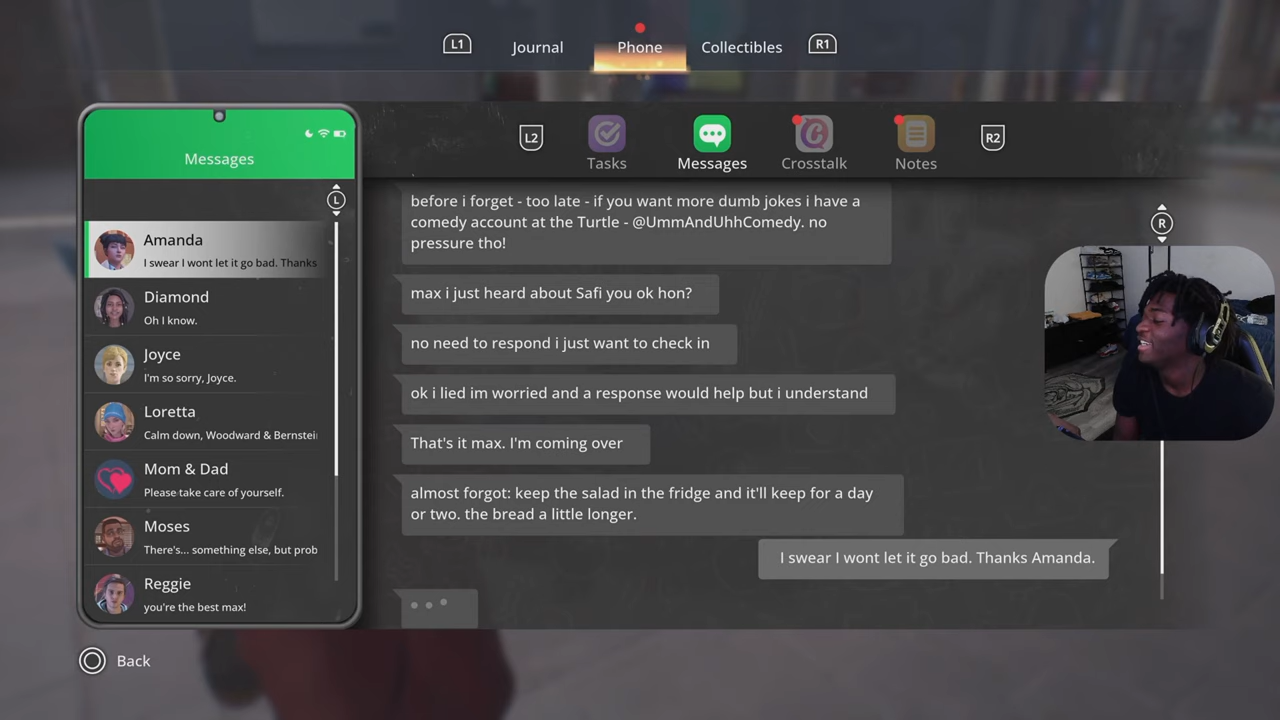 L1
Journal
Phone
Collectibles
R1
Messages
L2
Tasks
Messages
Crosstalk
Notes
R2
L
Amanda
I swear I wont let it go bad. Thanks
Diamond
Oh I know.
Joyce
I'm so sorry, Joyce.
Loretta
Calm down, Woodward & Bernstei
Mom & Dad
Please take care of yourself.
Moses
There's... something else, but prob
Reggie
you're the best max!
before i forget - too late - if you want more dumb jokes i have a
comedy account at the Turtle - @UmmAndUhhComedy. no
pressure tho!
max i just heard about Safi you ok hon?
no need to respond i just want to check in
ok i lied im worried and a response would help but i understand
That's it max. I'm coming over
almost forgot: keep the salad in the fridge and it'll keep for a day
or two. the bread a little longer.
I swear I wont let it go bad. Thanks Amanda.
R
Back